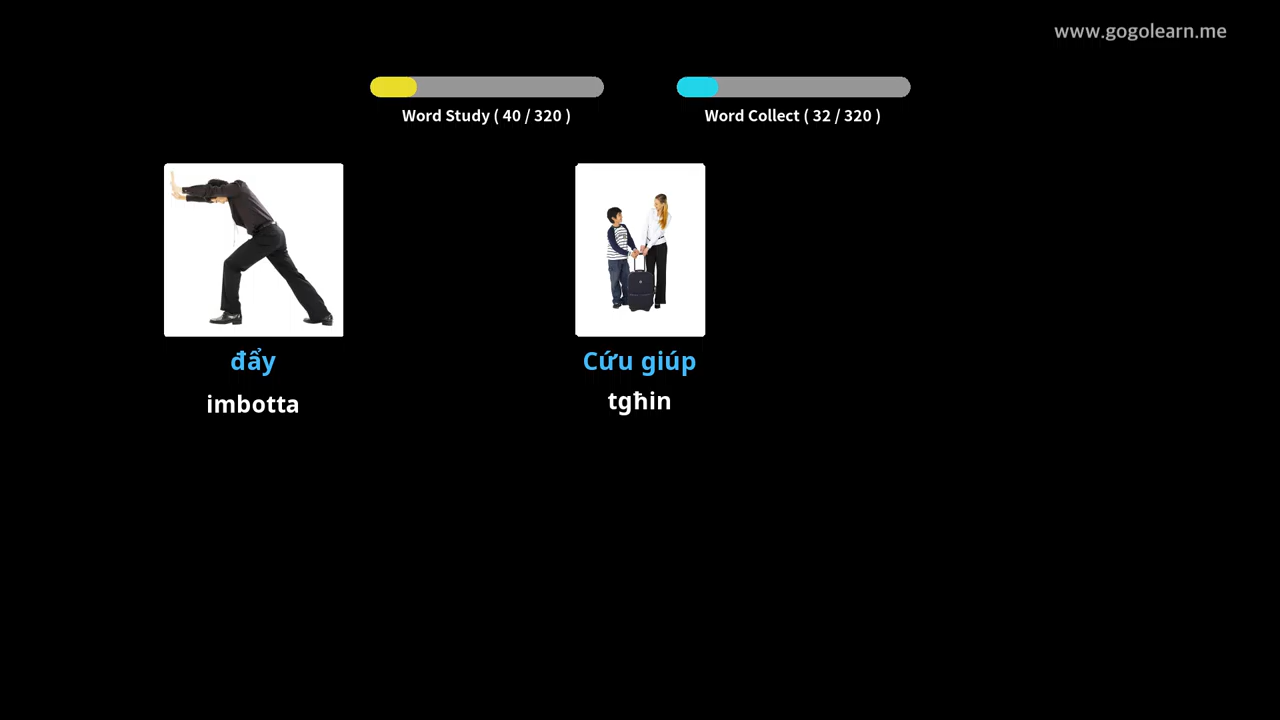 www.gogolearn.me
Word Study ( 40 / 320 )
Word Collect ( 32 / 320 )
đẩy
Cứu giúp
imbotta
tgħin